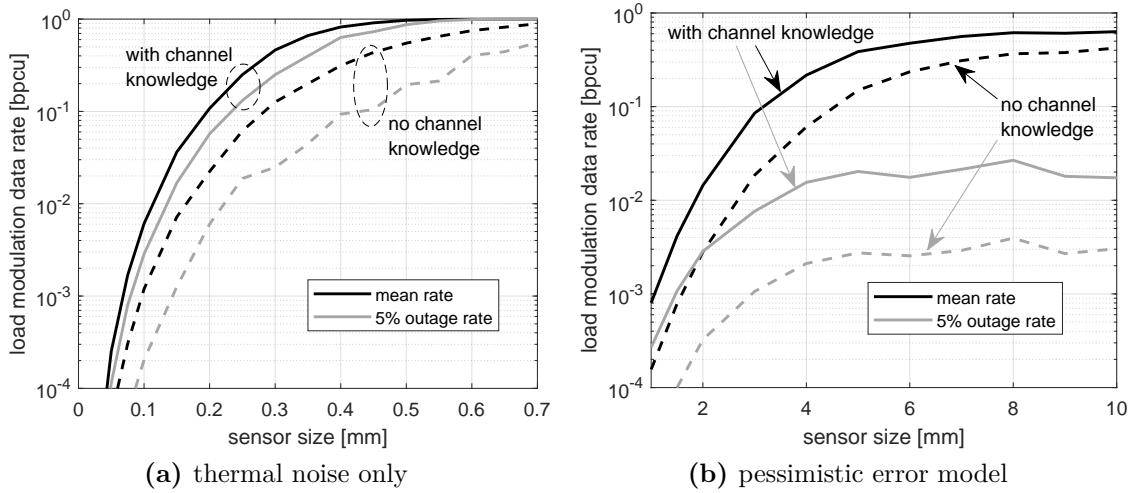 10^0
10^-1
10^-2
10^-3
10^-4
load modulation data rate [bpcu]
with channel
knowledge
no channel
knowledge
mean rate
5% outage rate
0 0.1 0.2 0.3 0.4 0.5 0.6 0.7
sensor size [mm]
(a) thermal noise only
10^0
10^-1
10^-2
10^-3
10^-4
load modulation data rate [bpcu]
with channel knowledge
no channel
knowledge
mean rate
5% outage rate
2 4 6 8 10
sensor size [mm]
(b) pessimistic error model